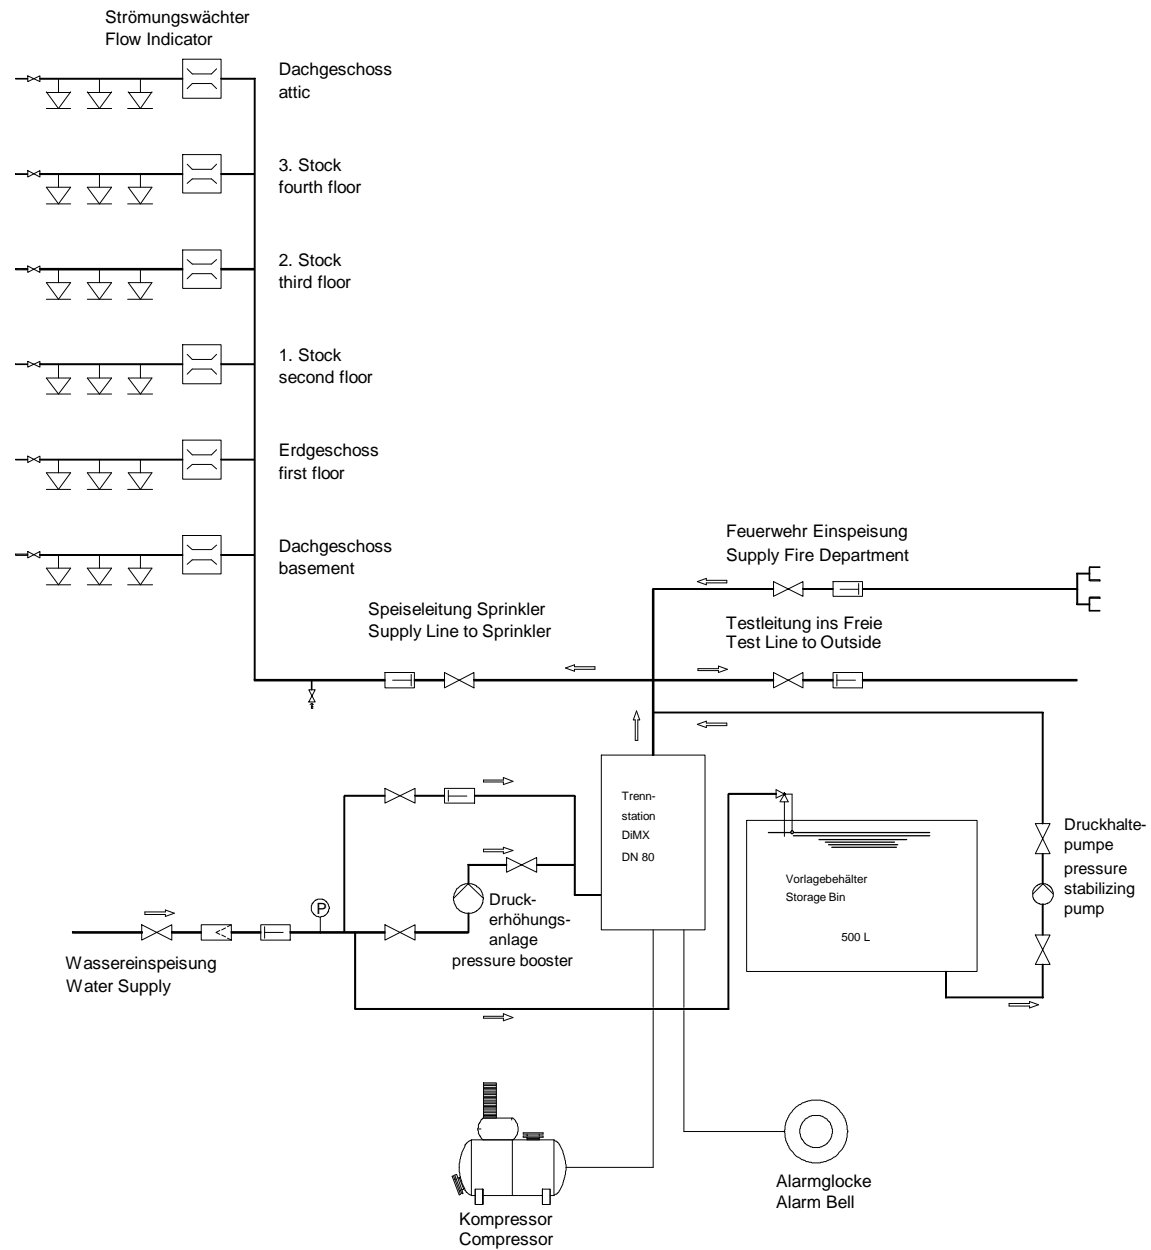 Strömungswächter
Flow Indicator
Dachgeschoss
attic
3. Stock
fourth floor
2. Stock
third floor
1. Stock
second floor
Erdgeschoss
first floor
Dachgeschoss
basement
Feuerwehr Einspeisung
Supply Fire Department
Speiseleitung Sprinkler
Supply Line to Sprinkler
Testleitung ins Freie
Test Line to Outside
Trenn-
station
DiMX
DN 80
Druckhalte-
pumpe
pressure
stabilizing
pump
Vorlagebehälter
Storage Bin
500 L
P
Druck-
erhöhungs-
anlage
pressure booster
Wassereinspeisung
Water Supply
Alarmglocke
Alarm Bell
Kompressor
Compressor